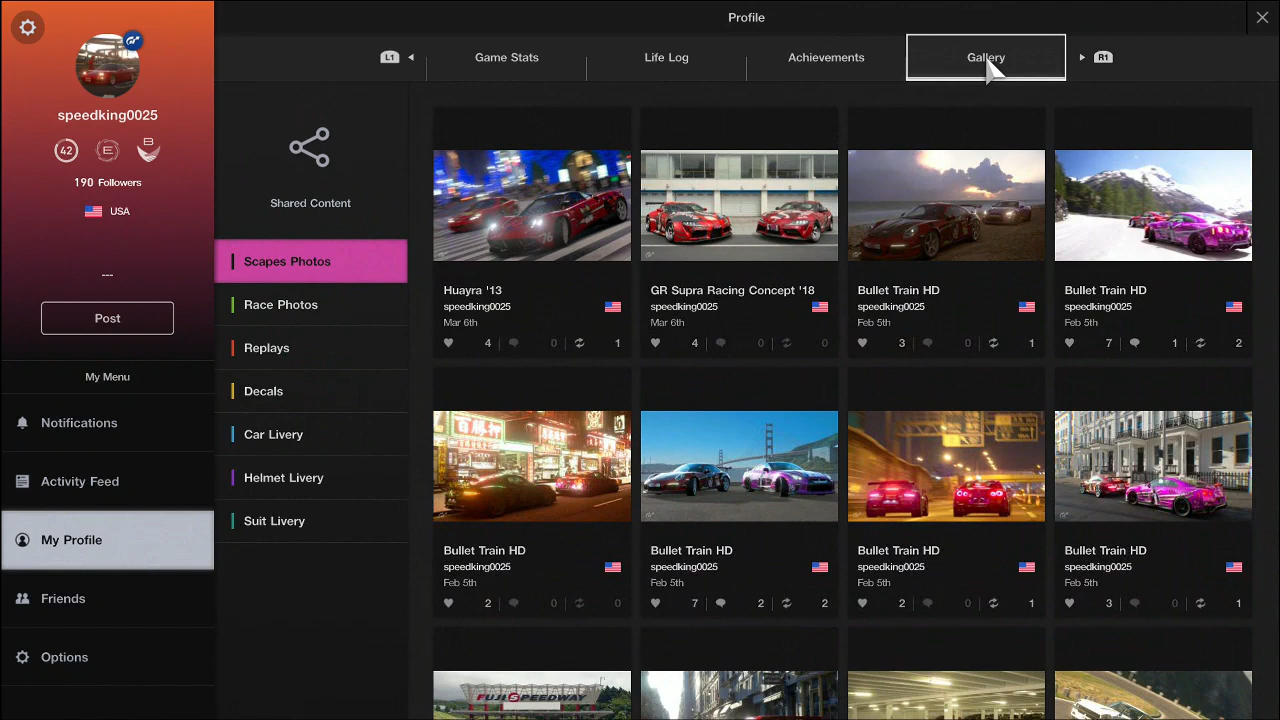 Profile
L1
Game Stats
Life Log
Achievements
Gallery
R1
speedking0025
42
E
B
190 Followers
USA
---
Post
My Menu
Notifications
Activity Feed
My Profile
Friends
Options
Shared Content
Scapes Photos
Race Photos
Replays
Decals
Car Livery
Helmet Livery
Suit Livery
Huayra '13
speedking0025
Mar 6th
4 0 1
GR Supra Racing Concept '18
speedking0025
Mar 6th
4 0 0
Bullet Train HD
speedking0025
Feb 5th
3 0 1
Bullet Train HD
speedking0025
Feb 5th
7 1 2
Bullet Train HD
speedking0025
Feb 5th
2 0 0
Bullet Train HD
speedking0025
Feb 5th
7 2 2
Bullet Train HD
speedking0025
Feb 5th
2 0 1
Bullet Train HD
speedking0025
Feb 5th
3 0 1
FUJI SPEEDWAY